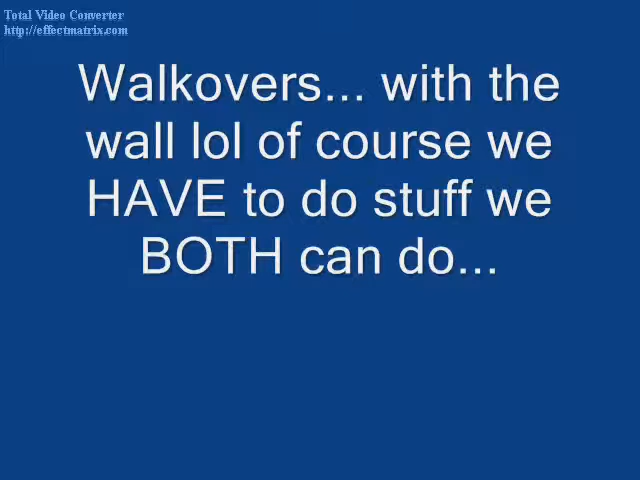 Total Video Converter
http://effectmatrix.com
Walkovers... with the
wall lol of course we
HAVE to do stuff we
BOTH can do...